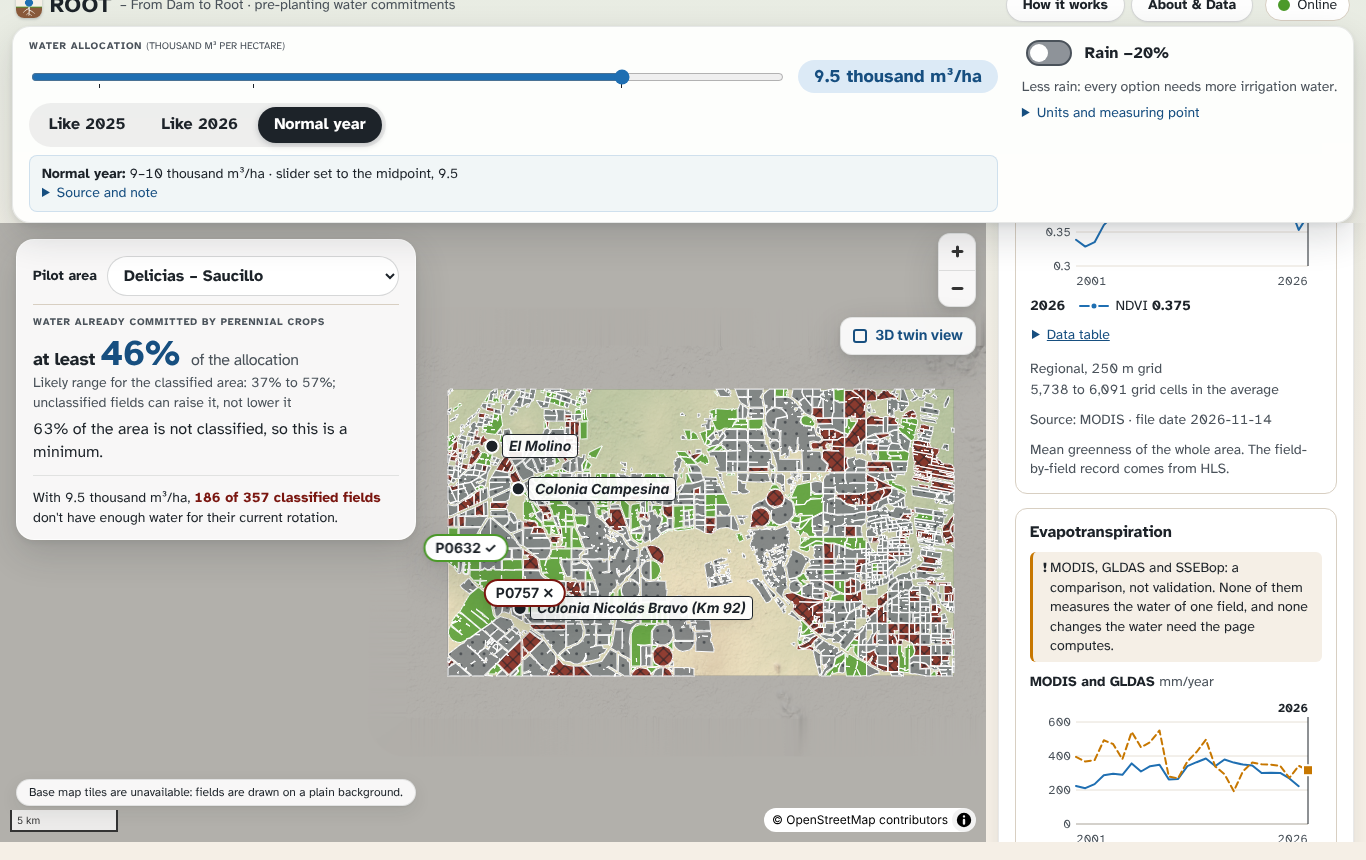 ROOT – From Dam to Root · pre-planting water commitments
How it works
About & Data
Online
WATER ALLOCATION (THOUSAND M³ PER HECTARE)
9.5 thousand m³/ha
Like 2025
Like 2026
Normal year
Normal year: 9–10 thousand m³/ha · slider set to the midpoint, 9.5
Source and note
Rain −20%
Less rain: every option needs more irrigation water.
Units and measuring point
Pilot area
Delicias – Saucillo
WATER ALREADY COMMITTED BY PERENNIAL CROPS
at least 46% of the allocation
Likely range for the classified area: 37% to 57%;
unclassified fields can raise it, not lower it
63% of the area is not classified, so this is a
minimum.
With 9.5 thousand m³/ha, 186 of 357 classified fields
don't have enough water for their current rotation.
+
−
3D twin view
El Molino
Colonia Campesina
P0632 ✓
P0757 ✕
Colonia Nicolás Bravo (Km 92)
Base map tiles are unavailable: fields are drawn on a plain background.
5 km
© OpenStreetMap contributors
0.35
0.3
2001
2026
2026 NDVI 0.375
Data table
Regional, 250 m grid
5,738 to 6,091 grid cells in the average
Source: MODIS · file date 2026-11-14
Mean greenness of the whole area. The field-
by-field record comes from HLS.
Evapotranspiration
! MODIS, GLDAS and SSEBop: a
comparison, not validation. None of them
measures the water of one field, and none
changes the water need the page
computes.
MODIS and GLDAS mm/year
2026
600
400
200
0
2001
2026